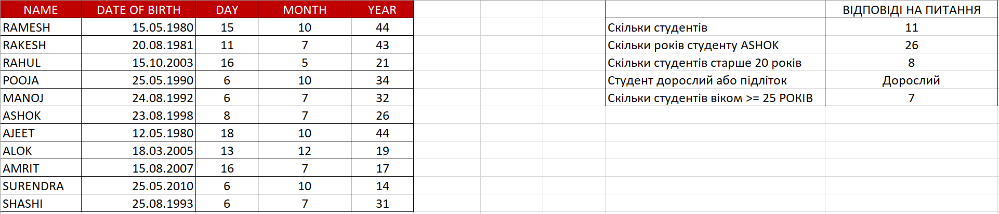 NAME DATE OF BIRTH DAY MONTH YEAR
RAMESH 15.05.1980 15 10 44
RAKESH 20.08.1981 11 7 43
RAHUL 15.10.2003 16 5 21
POOJA 25.05.1990 6 10 34
MANOJ 24.08.1992 6 7 32
ASHOK 23.08.1998 8 7 26
AJEET 12.05.1980 18 10 44
ALOK 18.03.2005 13 12 19
AMRIT 15.08.2007 16 7 17
SURENDRA 25.05.2010 6 10 14
SHASHI 25.08.1993 6 7 31
ВІДПОВІДІ НА ПИТАННЯ
Скільки студентів 11
Скільки років студенту ASHOK 26
Скільки студентів старше 20 років 8
Студент дорослий або підліток Дорослий
Скільки студентів віком >= 25 РОКІВ 7